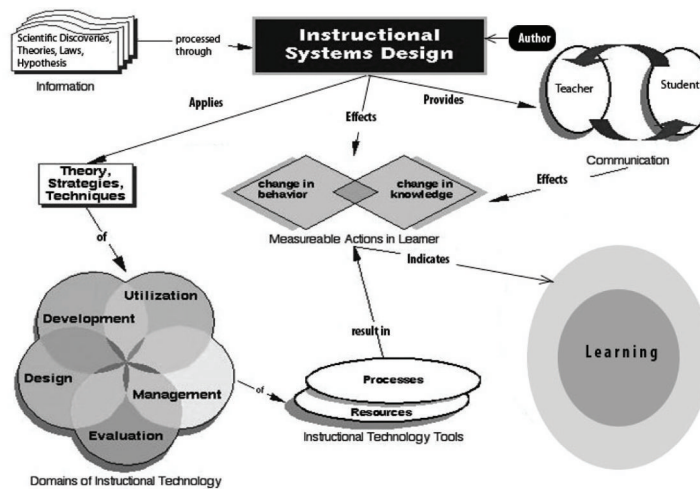 Scientific Discoveries,
Theories, Laws,
Hypothesis
Information
processed
through
Instructional
Systems Design
Author
Teacher
Student
Communication
Applies
Effects
Provides
Effects
Theory,
Strategies,
Techniques
of
change in
behavior
change in
knowledge
Measureable Actions in Learner
Indicates
Utilization
Development
Design
Management
Evaluation
Domains of Instructional Technology
of
result in
Processes
Resources
Instructional Technology Tools
Learning